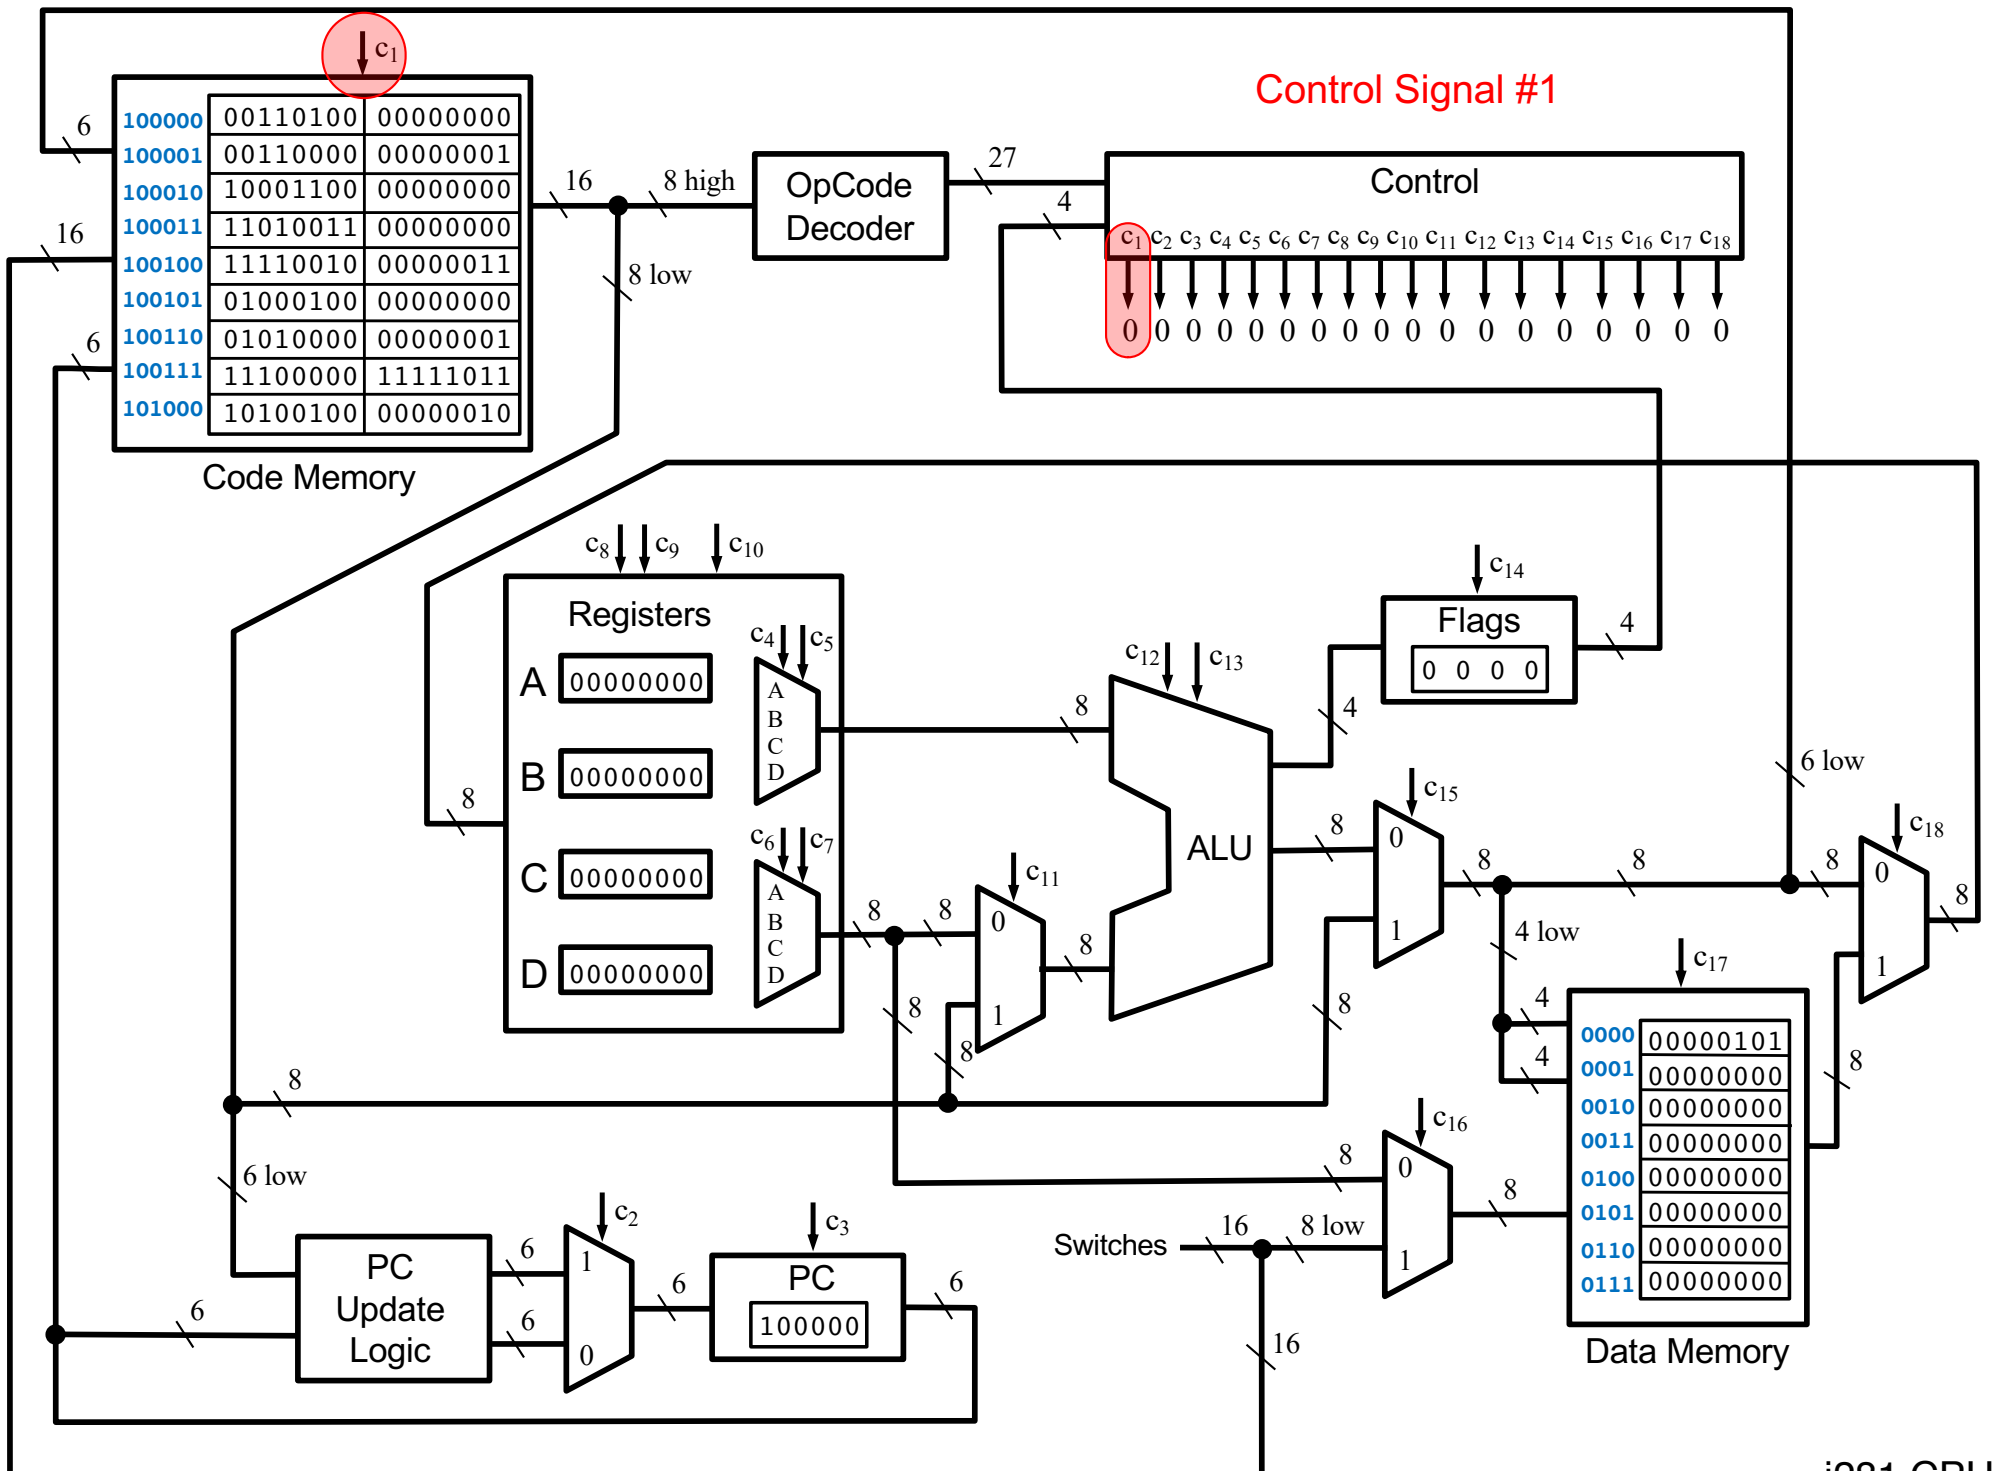 c1
Control Signal #1
6
100000 00110100 00000000
100001 00110000 00000001
100010 10001100 00000000
100011 11010011 00000000
100100 11110010 00000011
100101 01000100 00000000
100110 01010000 00000001
100111 11100000 11111011
101000 10100100 00000010
16
6
Code Memory
16
8 high
8 low
OpCode
Decoder
27
4
Control
c1 c2 c3 c4 c5 c6 c7 c8 c9 c10 c11 c12 c13 c14 c15 c16 c17 c18
0 0 0 0 0 0 0 0 0 0 0 0 0 0 0 0 0 0
c8 c9 c10
Registers
A 00000000
B 00000000
C 00000000
D 00000000
8
c4 c5
A
B
C
D
c6 c7
A
B
C
D
8
8
8
8
c11
0
1
8
8
c12 c13
ALU
c14
Flags
0 0 0 0
4
4
8
c15
0
1
8
8
8
6 low
8
c18
0
1
8
4 low
4
4
c17
0000 00000101
0001 00000000
0010 00000000
0011 00000000
0100 00000000
0101 00000000
0110 00000000
0111 00000000
Data Memory
8
8
6 low
6
PC
Update
Logic
6
6
c2
1
0
6
c3
PC
100000
6
Switches
16
8 low
16
8
c16
0
1
8